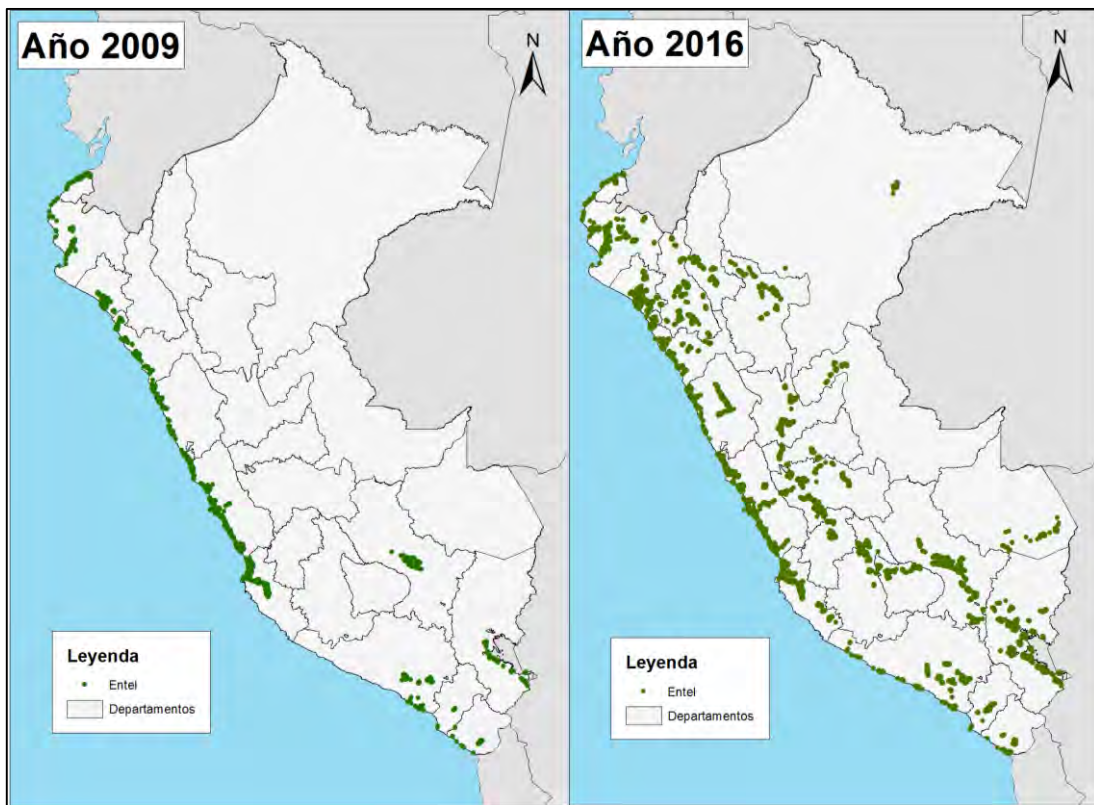 Año 2009
N
Leyenda
Entel
Departamentos
Año 2016
N
Leyenda
Entel
Departamentos